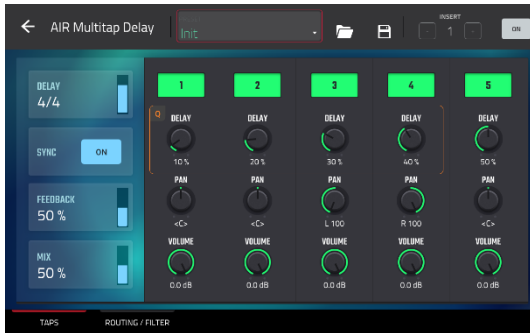 AIR Multitap Delay
Init
INSERT
1
ON
DELAY
4/4
SYNC
ON
FEEDBACK
50 %
MIX
50 %
1 2 3 4 5
Q
DELAY DELAY DELAY DELAY DELAY
10 % 20 % 30 % 40 % 50 %
PAN PAN PAN PAN PAN
<C> <C> L 100 R 100 <C>
VOLUME VOLUME VOLUME VOLUME VOLUME
0.0 dB 0.0 dB 0.0 dB 0.0 dB 0.0 dB
TAPS ROUTING / FILTER